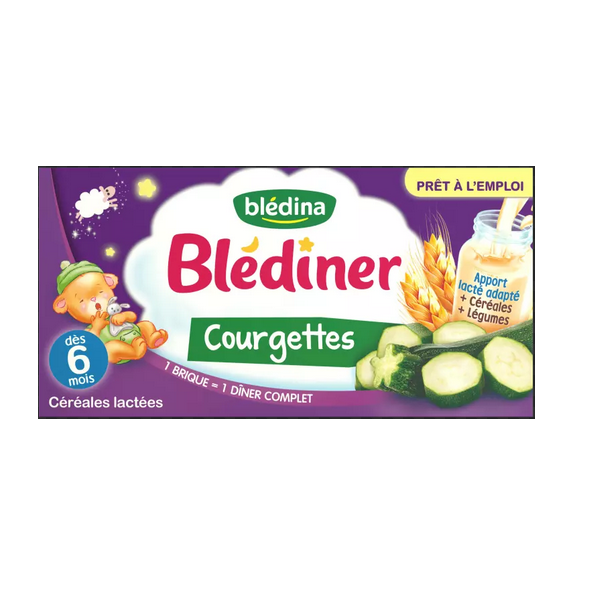 PRÊT À L'EMPLOI
blédina
Blédiner
Courgettes
Apport
lacté adapté
+ Céréales
+ Légumes
dès
6
mois
1 BRIQUE = 1 DÎNER COMPLET
Céréales lactées